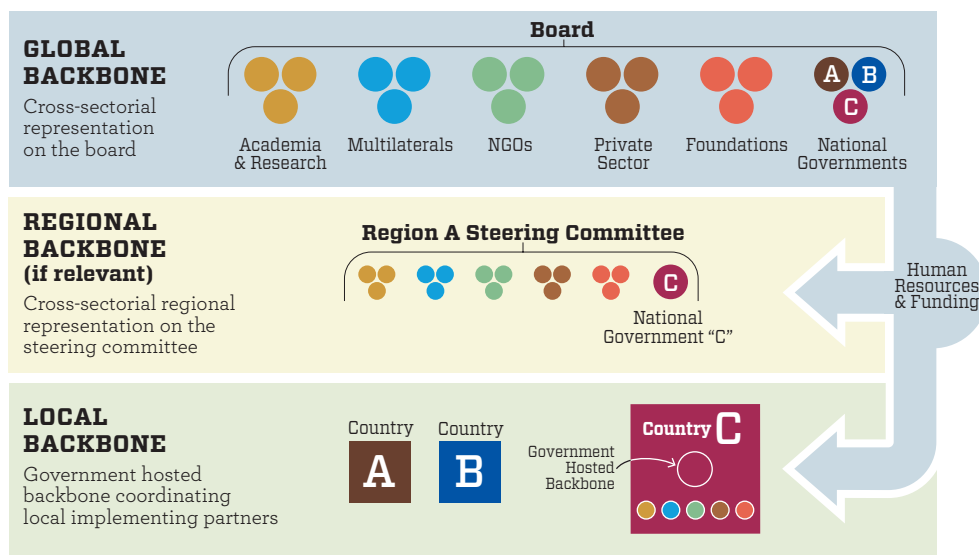 GLOBAL
BACKBONE
Cross-sectorial
representation
on the board
Board
Academia
& Research
Multilaterals
NGOs
Private
Sector
Foundations
A
B
C
National
Governments
REGIONAL
BACKBONE
(if relevant)
Cross-sectorial regional
representation on the
steering committee
Region A Steering Committee
C
National
Government “C”
Human
Resources
& Funding
LOCAL
BACKBONE
Government hosted
backbone coordinating
local implementing partners
Country
A
Country
B
Government
Hosted
Backbone
Country C